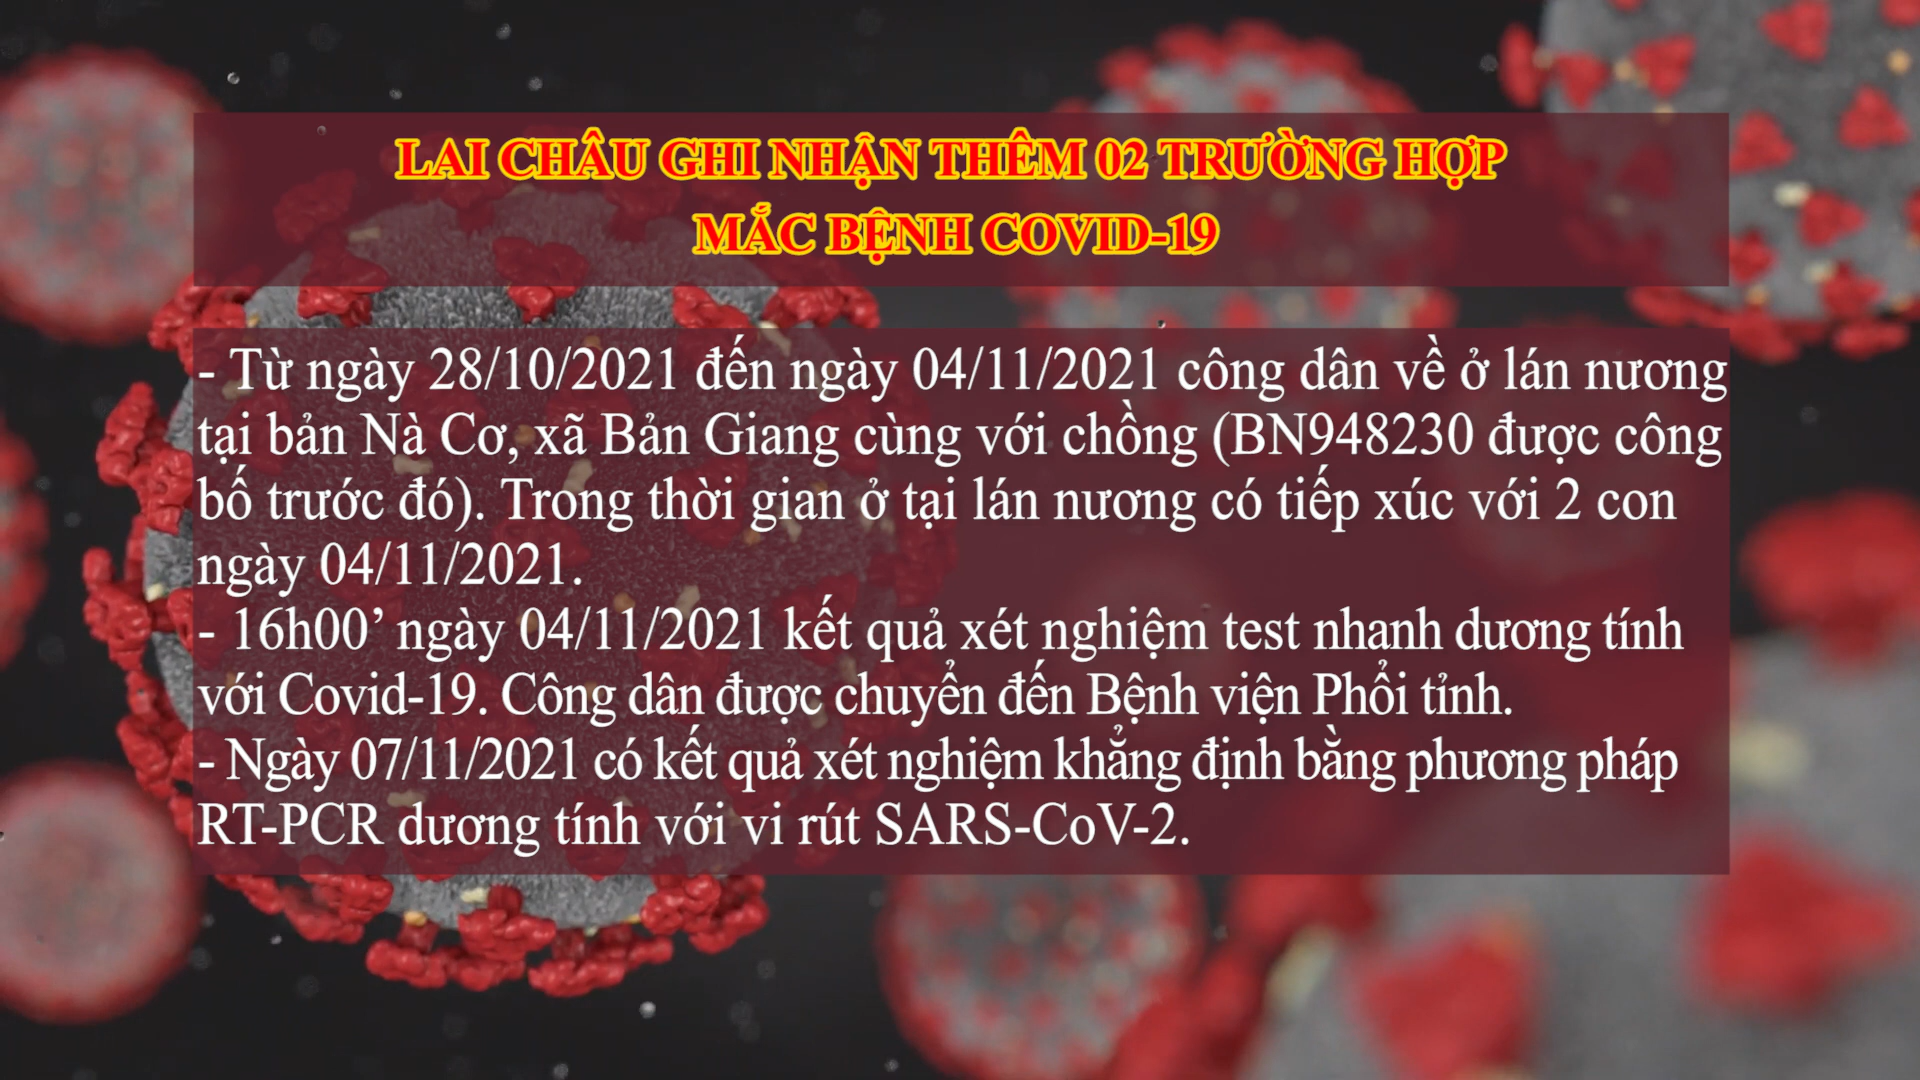 LAI CHÂU GHI NHẬN THÊM 02 TRƯỜNG HỢP
MẮC BỆNH COVID-19
- Từ ngày 28/10/2021 đến ngày 04/11/2021 công dân về ở lán nương
tại bản Nà Cơ, xã Bản Giang cùng với chồng (BN948230 được công
bố trước đó). Trong thời gian ở tại lán nương có tiếp xúc với 2 con
ngày 04/11/2021.
- 16h00’ ngày 04/11/2021 kết quả xét nghiệm test nhanh dương tính
với Covid-19. Công dân được chuyển đến Bệnh viện Phổi tỉnh.
- Ngày 07/11/2021 có kết quả xét nghiệm khẳng định bằng phương pháp
RT-PCR dương tính với vi rút SARS-CoV-2.